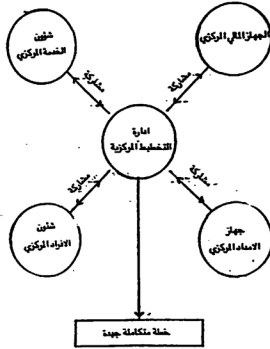 شؤون
الخدمة المركزي
الجهاز المالي المركزي
مشاركة
مشاركة
ادارة
التخطيط المركزية
مشاركة
مشاركة
شئون
الافراد المركزي
جهاز
الامداد المركزي
خطة متكاملة جيدة